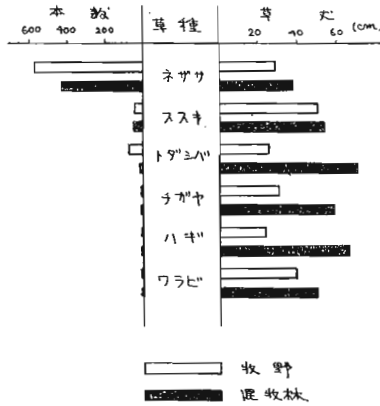 本数 草種 草丈
600 400 200 20 40 60 (cm)
ネザサ
ススキ
トダシバ
チガヤ
ハギ
ワラビ
牧野
混牧林